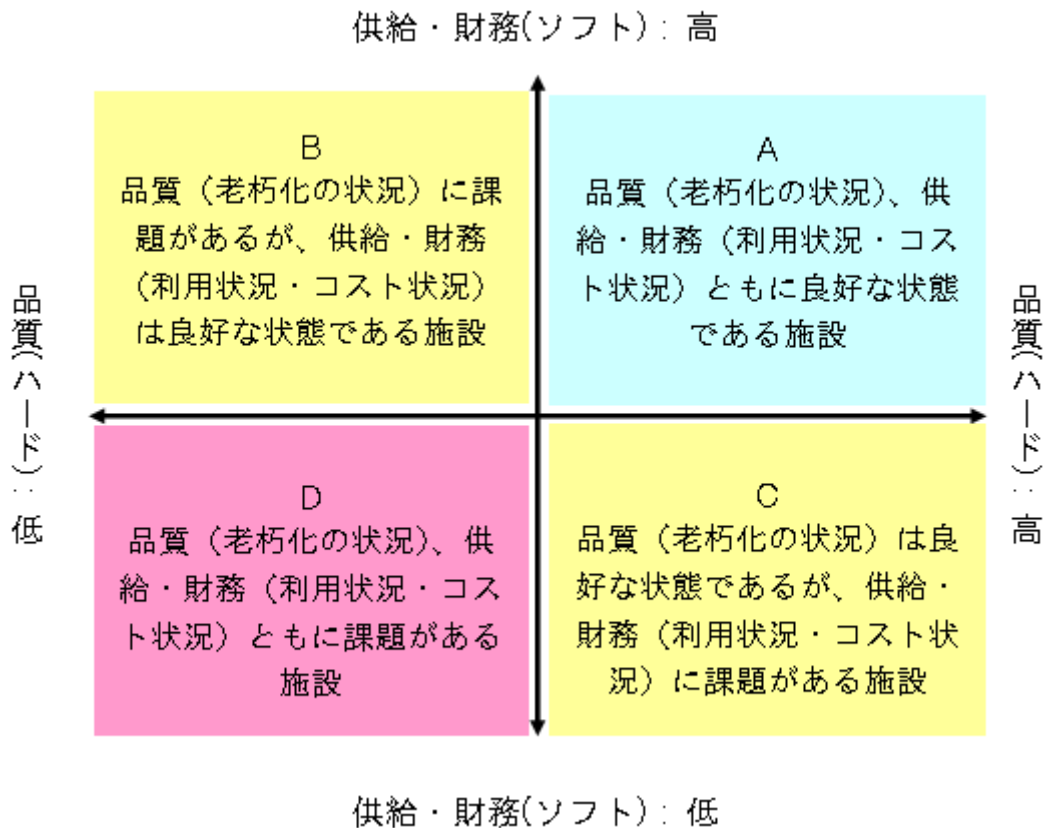 供給・財務(ソフト)：高
B
品質（老朽化の状況）に課
題があるが、供給・財務
（利用状況・コスト状況）
は良好な状態である施設
A
品質（老朽化の状況）、供
給・財務（利用状況・コス
ト状況）ともに良好な状態
である施設
品質(ハード)：低
品質(ハード)：高
D
品質（老朽化の状況）、供
給・財務（利用状況・コス
ト状況）ともに課題がある
施設
C
品質（老朽化の状況）は良
好な状態であるが、供給・
財務（利用状況・コスト状
況）に課題がある施設
供給・財務(ソフト)：低